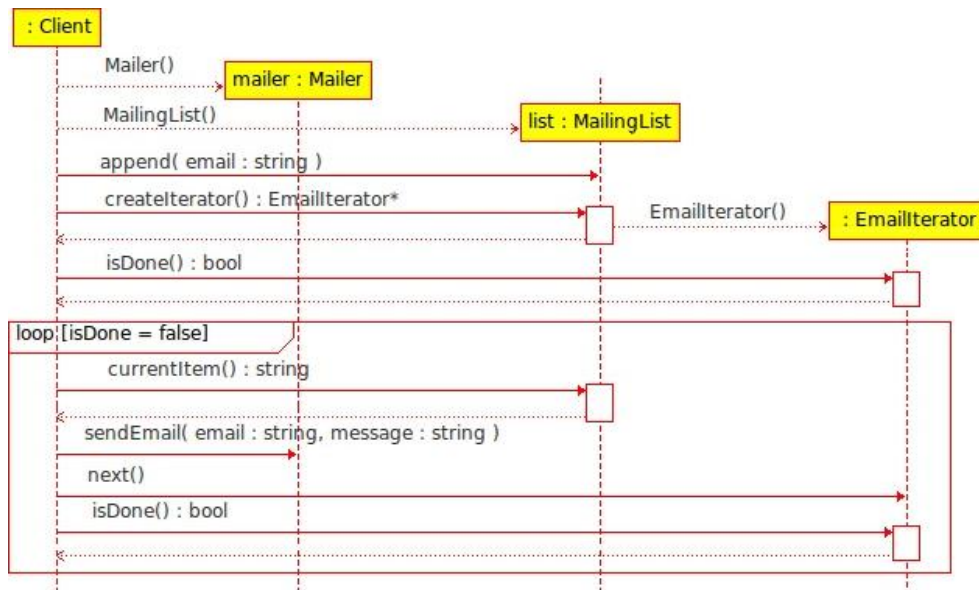 : Client
Mailer()
mailer : Mailer
MailingList()
list : MailingList
append( email : string )
createIterator() : EmailIterator*
EmailIterator()
: EmailIterator
isDone() : bool
loop [isDone = false]
currentItem() : string
sendEmail( email : string, message : string )
next()
isDone() : bool